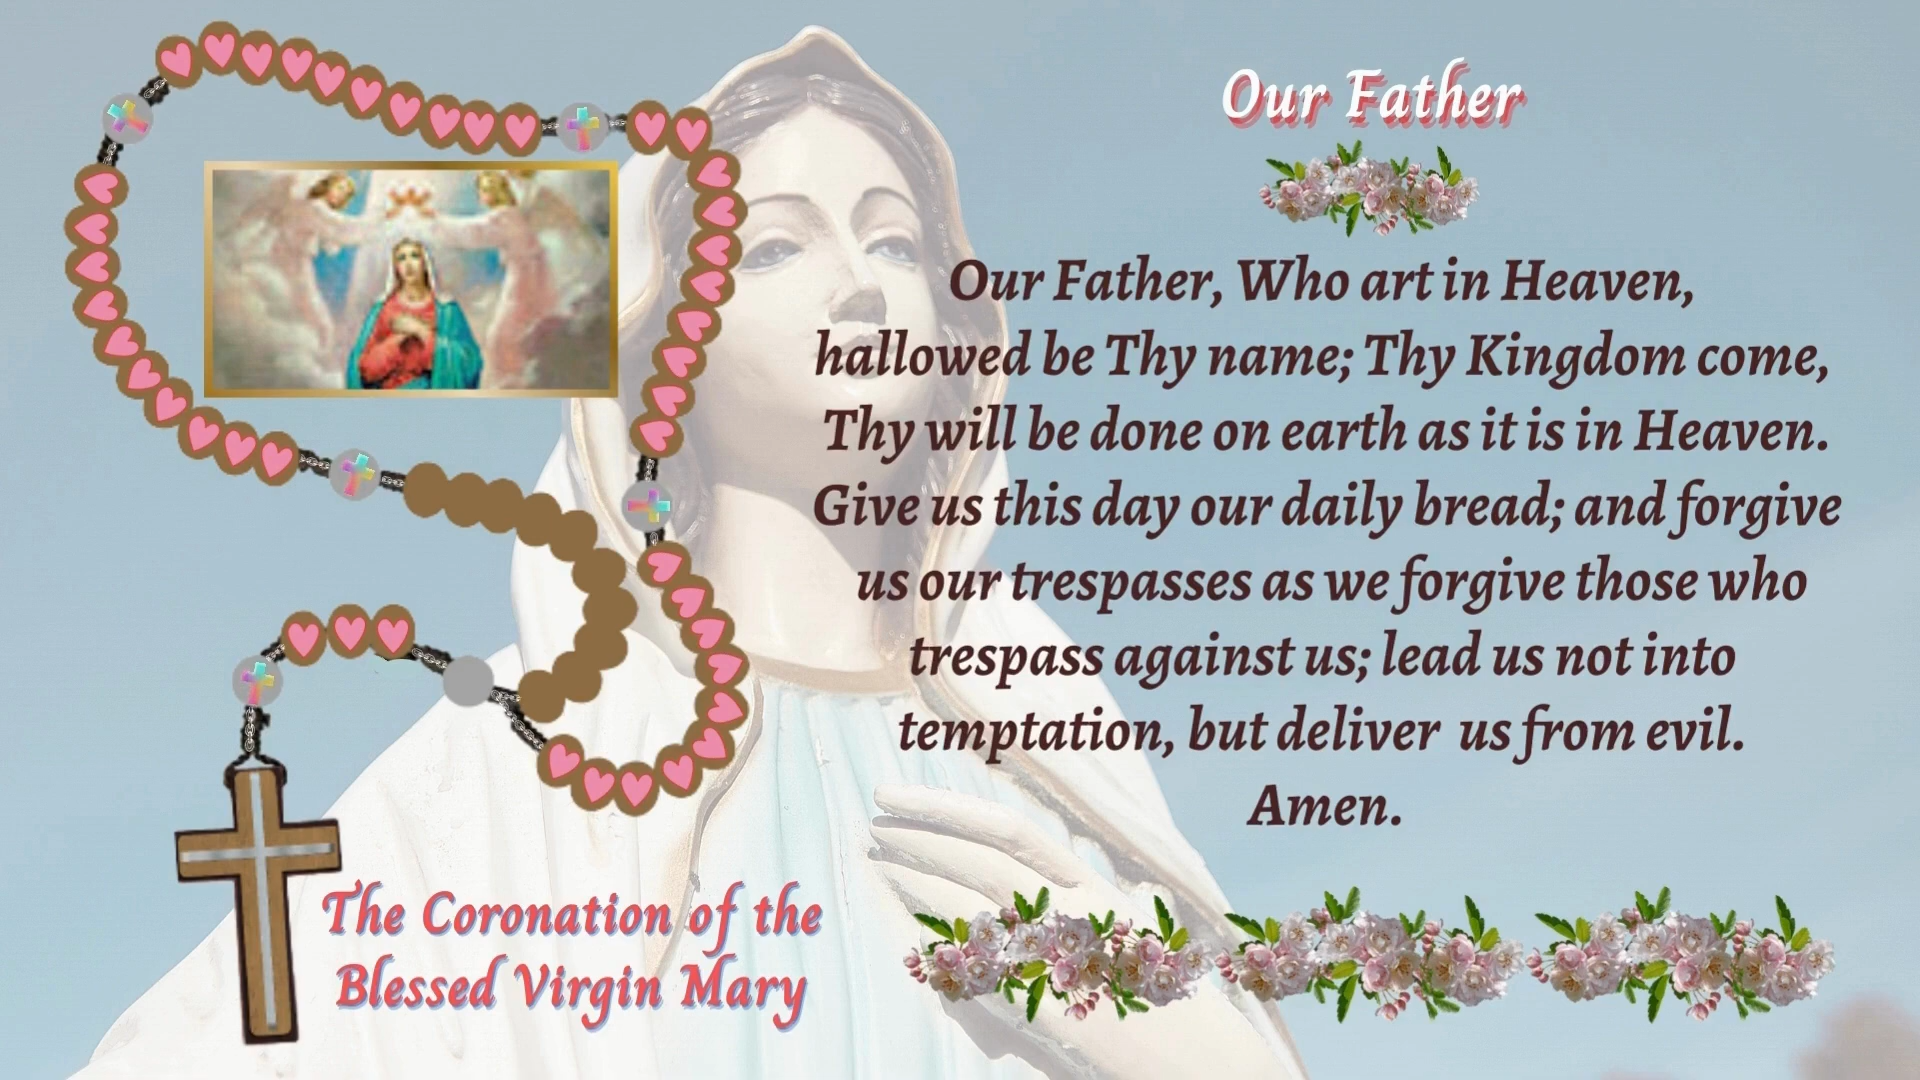 Our Father
Our Father, Who art in Heaven,
hallowed be Thy name; Thy Kingdom come,
Thy will be done on earth as it is in Heaven.
Give us this day our daily bread; and forgive
us our trespasses as we forgive those who
trespass against us; lead us not into
temptation, but deliver us from evil.
Amen.
The Coronation of the
Blessed Virgin Mary